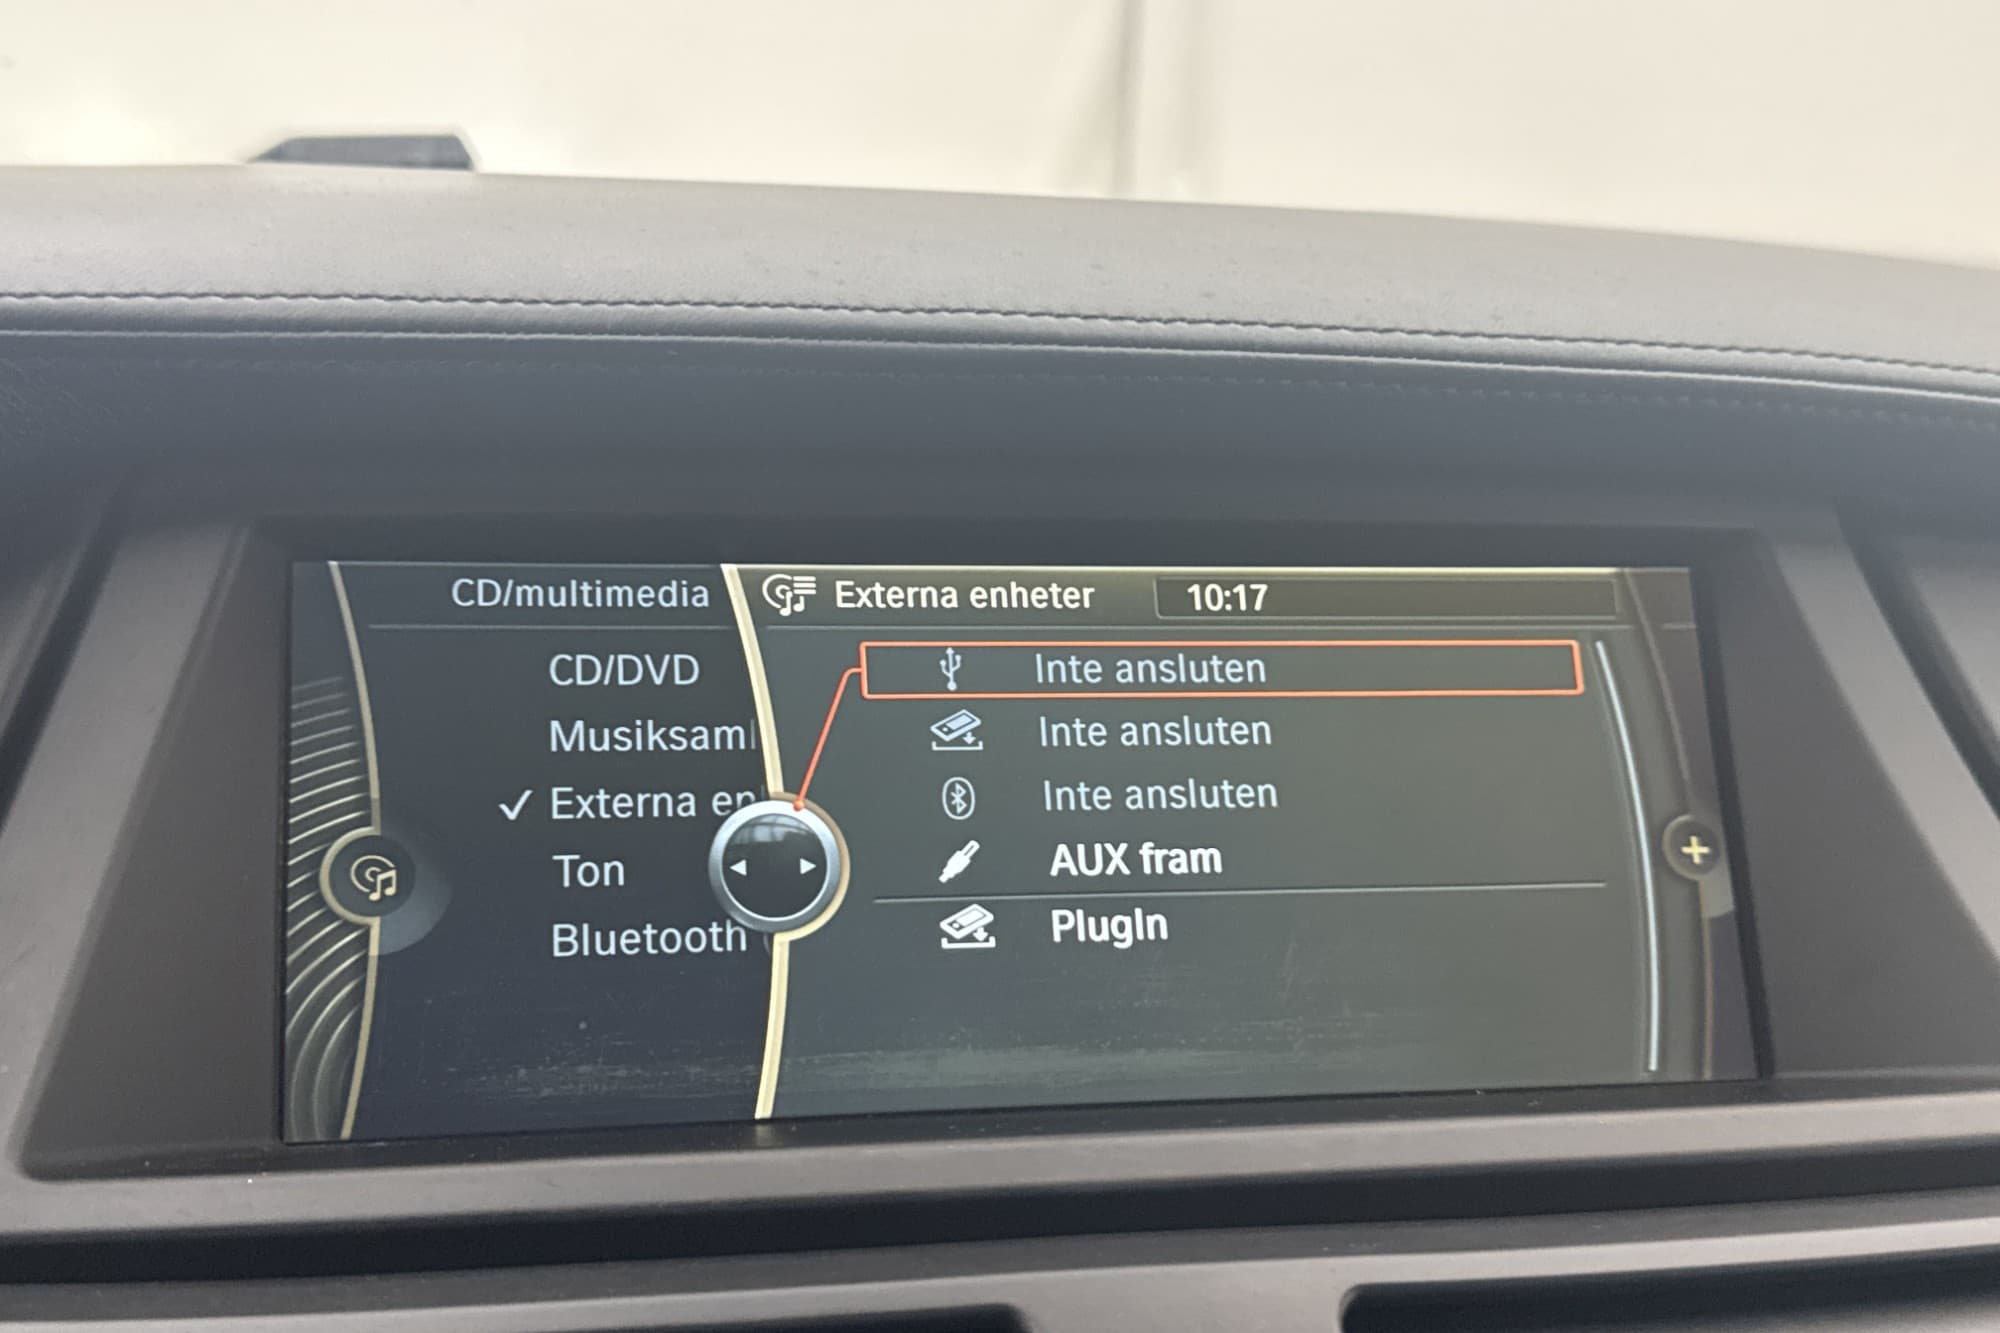 CD/multimedia
CD/DVD
Musiksaml
Externa en
Ton
Bluetooth
Externa enheter 10:17
Inte ansluten
Inte ansluten
Inte ansluten
AUX fram
PlugIn